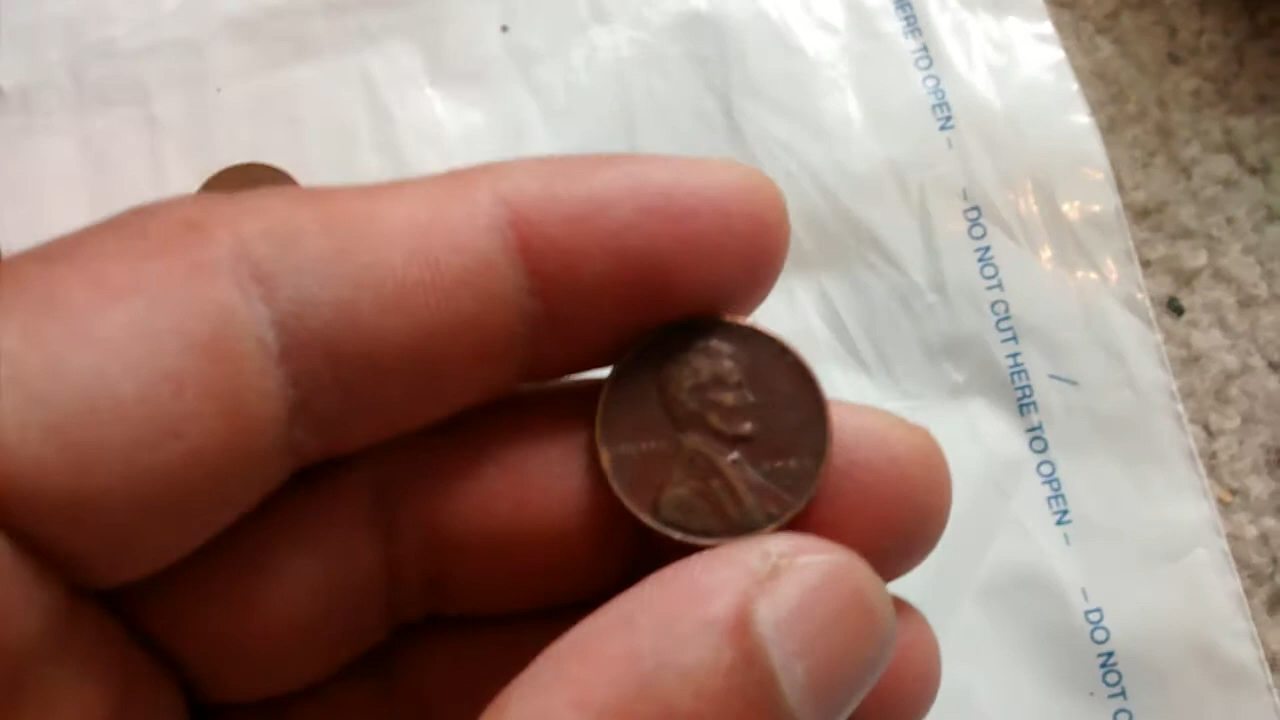 HERE TO OPEN –
– DO NOT CUT HERE TO OPEN –
– DO NOT C